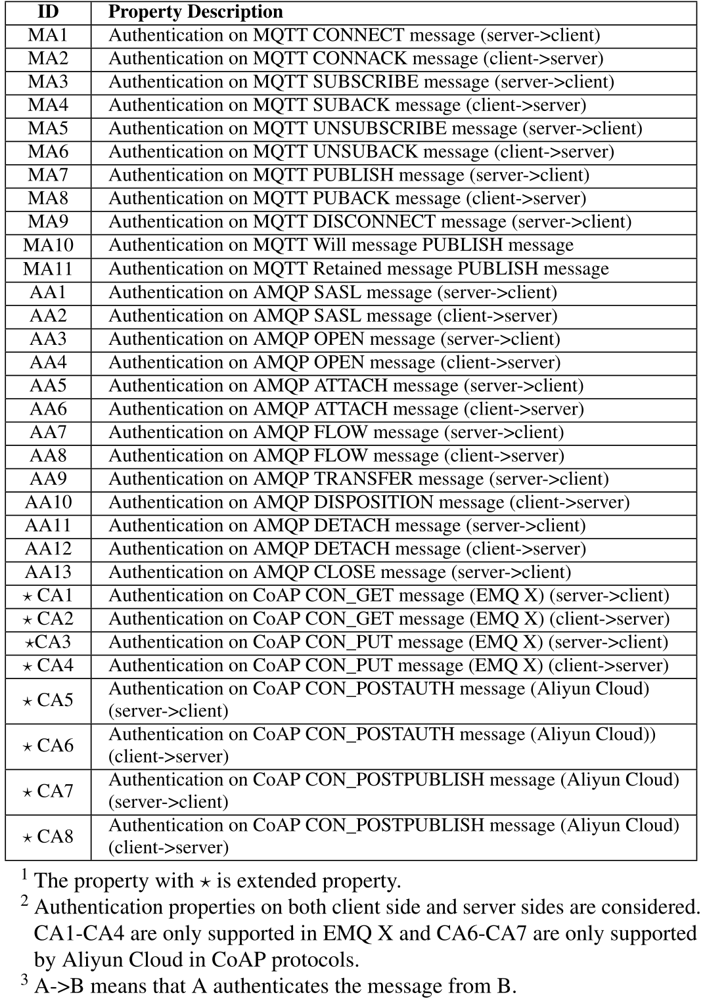 ID Property Description
MA1 Authentication on MQTT CONNECT message (server->client)
MA2 Authentication on MQTT CONNACK message (client->server)
MA3 Authentication on MQTT SUBSCRIBE message (server->client)
MA4 Authentication on MQTT SUBACK message (client->server)
MA5 Authentication on MQTT UNSUBSCRIBE message (server->client)
MA6 Authentication on MQTT UNSUBACK message (client->server)
MA7 Authentication on MQTT PUBLISH message (server->client)
MA8 Authentication on MQTT PUBACK message (client->server)
MA9 Authentication on MQTT DISCONNECT message (server->client)
MA10 Authentication on MQTT Will message PUBLISH message
MA11 Authentication on MQTT Retained message PUBLISH message
AA1 Authentication on AMQP SASL message (server->client)
AA2 Authentication on AMQP SASL message (client->server)
AA3 Authentication on AMQP OPEN message (server->client)
AA4 Authentication on AMQP OPEN message (client->server)
AA5 Authentication on AMQP ATTACH message (server->client)
AA6 Authentication on AMQP ATTACH message (client->server)
AA7 Authentication on AMQP FLOW message (server->client)
AA8 Authentication on AMQP FLOW message (client->server)
AA9 Authentication on AMQP TRANSFER message (server->client)
AA10 Authentication on AMQP DISPOSITION message (client->server)
AA11 Authentication on AMQP DETACH message (server->client)
AA12 Authentication on AMQP DETACH message (client->server)
AA13 Authentication on AMQP CLOSE message (server->client)
⋆ CA1 Authentication on CoAP CON_GET message (EMQ X) (server->client)
⋆ CA2 Authentication on CoAP CON_GET message (EMQ X) (client->server)
⋆CA3 Authentication on CoAP CON_PUT message (EMQ X) (server->client)
⋆ CA4 Authentication on CoAP CON_PUT message (EMQ X) (client->server)
⋆ CA5 Authentication on CoAP CON_POSTAUTH message (Aliyun Cloud)
(server->client)
⋆ CA6 Authentication on CoAP CON_POSTAUTH message (Aliyun Cloud))
(client->server)
⋆ CA7 Authentication on CoAP CON_POSTPUBLISH message (Aliyun Cloud)
(server->client)
⋆ CA8 Authentication on CoAP CON_POSTPUBLISH message (Aliyun Cloud)
(client->server)
1 The property with ⋆ is extended property.
2 Authentication properties on both client side and server sides are considered.
CA1-CA4 are only supported in EMQ X and CA6-CA7 are only supported
by Aliyun Cloud in CoAP protocols.
3 A->B means that A authenticates the message from B.